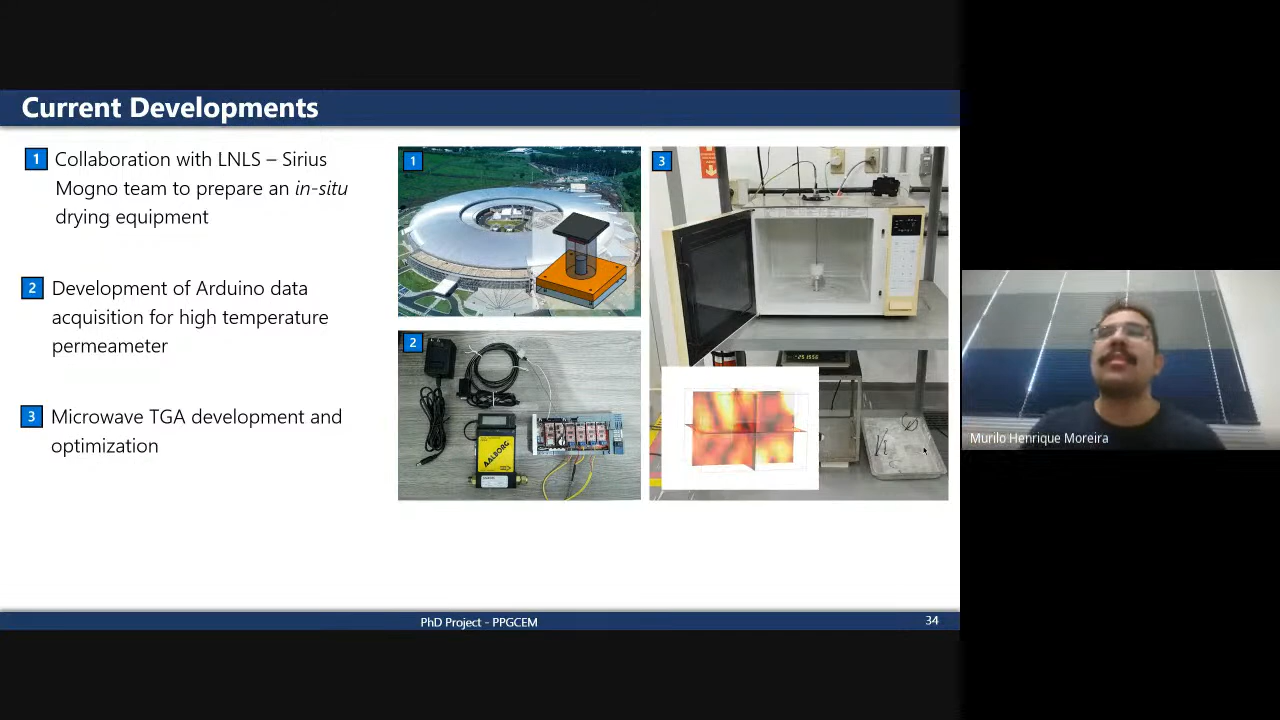 Current Developments
1 Collaboration with LNLS – Sirius
Mogno team to prepare an in-situ
drying equipment
2 Development of Arduino data
acquisition for high temperature
permeameter
3 Microwave TGA development and
optimization
1
2
AALBORG
3
Murilo Henrique Moreira
PhD Project - PPGCEM
34